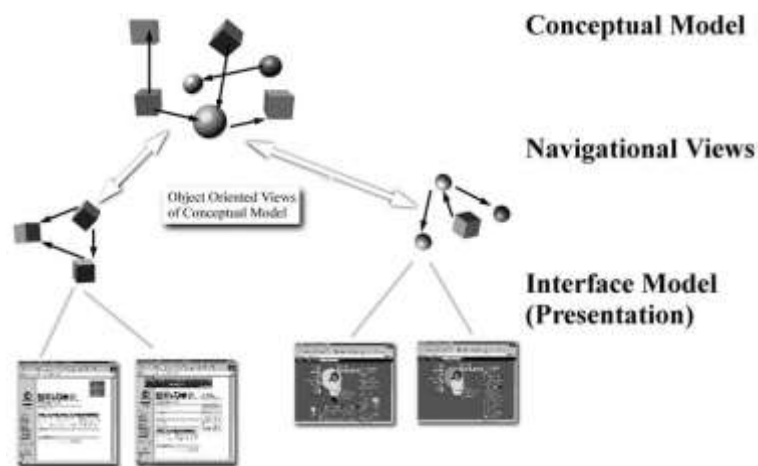 Conceptual Model
Navigational Views
Object Oriented Views
of Conceptual Model
Interface Model
(Presentation)